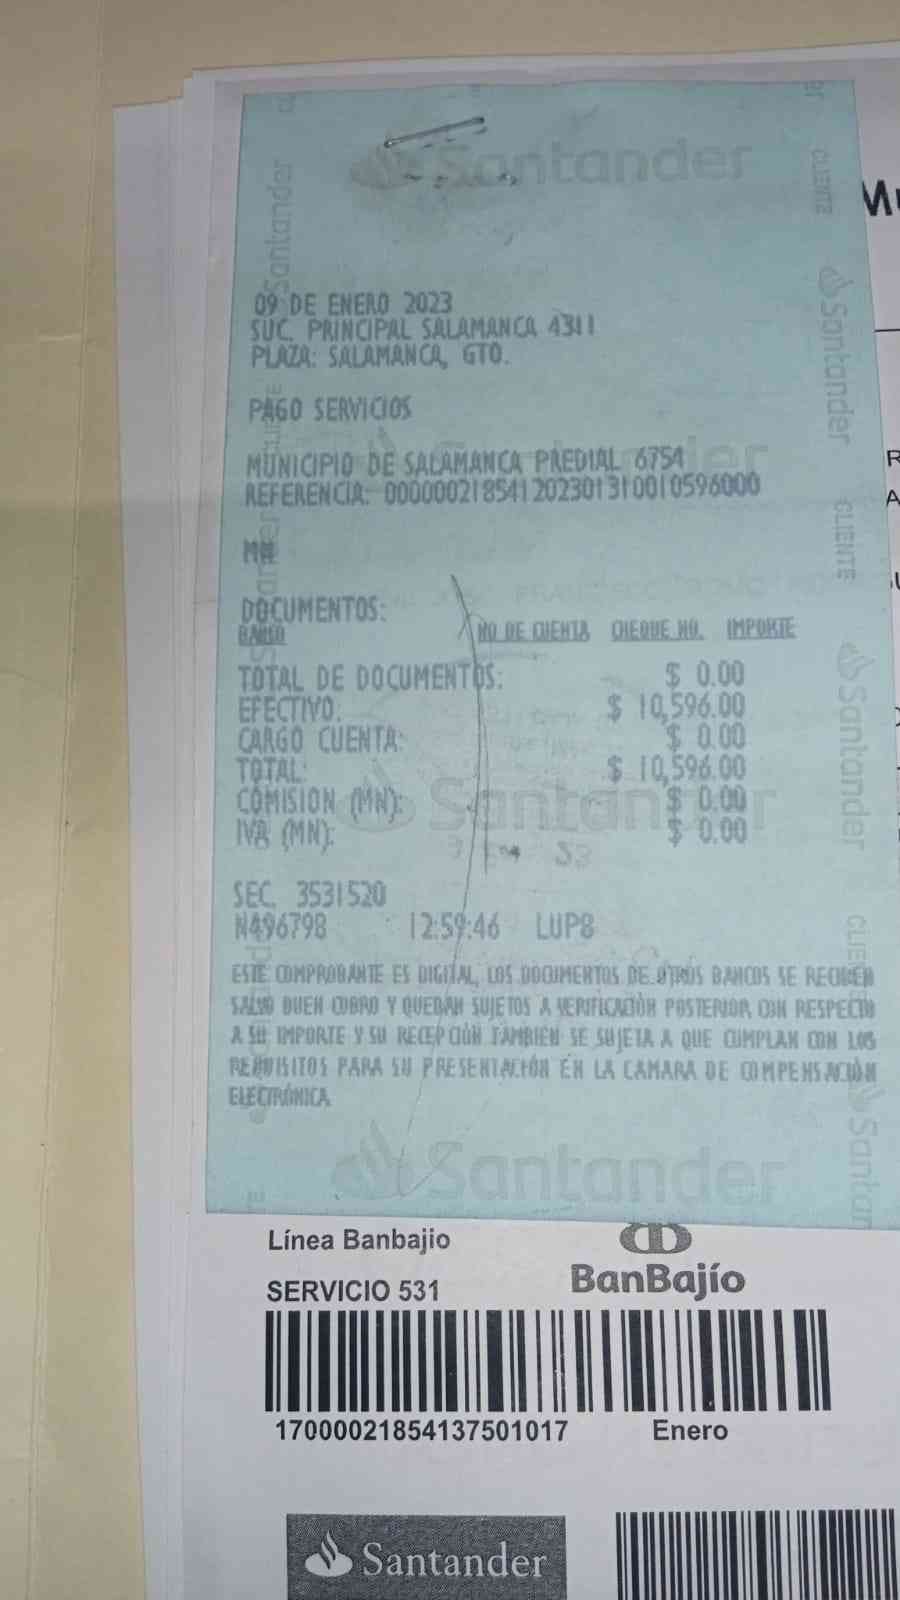 Santander
09 DE ENERO 2023
SUC. PRINCIPAL SALAMANCA 4311
PLAZA: SALAMANCA, GTO.
PAGO SERVICIOS
MUNICIPIO DE SALAMANCA PREDIAL 6754
REFERENCIA: 000000218541202301310010596000
DOCUMENTOS:
BANCO NO DE CUENTA CHEQUE NO. IMPORTE
TOTAL DE DOCUMENTOS: $ 0.00
EFECTIVO: $ 10,596.00
CARGO CUENTA: $ 0.00
TOTAL: $ 10,596.00
COMISION (MN): $ 0.00
IVA (MN): $ 0.00
SEC. 3531520
N496798 12:59:46 LUP8
ESTE COMPROBANTE ES DIGITAL, LOS DOCUMENTOS DE OTROS BANCOS SE RECIBEN
SALVO BUEN COBRO Y QUEDAN SUJETOS A VERIFICACIÓN POSTERIOR CON RESPECTO
A SU IMPORTE Y SU RECEPCIÓN TAMBIEN SE SUJETA A QUE CUMPLAN CON LOS
REQUISITOS PARA SU PRESENTACIÓN EN LA CAMARA DE COMPENSACIÓN
ELECTRÓNICA
Santander
Línea Banbajio
BanBajío
SERVICIO 531
17000021854137501017 Enero
Santander